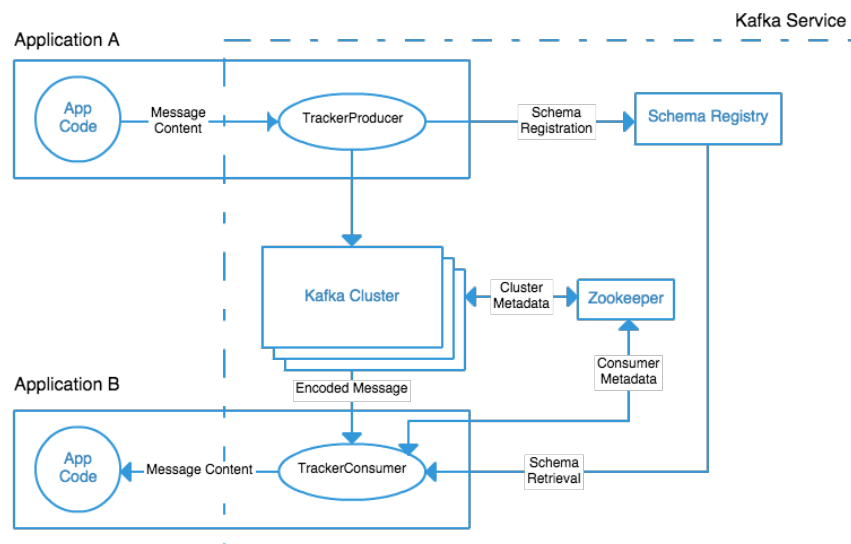 Kafka Service
Application A
App
Code
Message
Content
TrackerProducer
Schema
Registration
Schema Registry
Kafka Cluster
Cluster
Metadata
Zookeeper
Consumer
Metadata
Encoded Message
Application B
App
Code
Message Content
TrackerConsumer
Schema
Retrieval